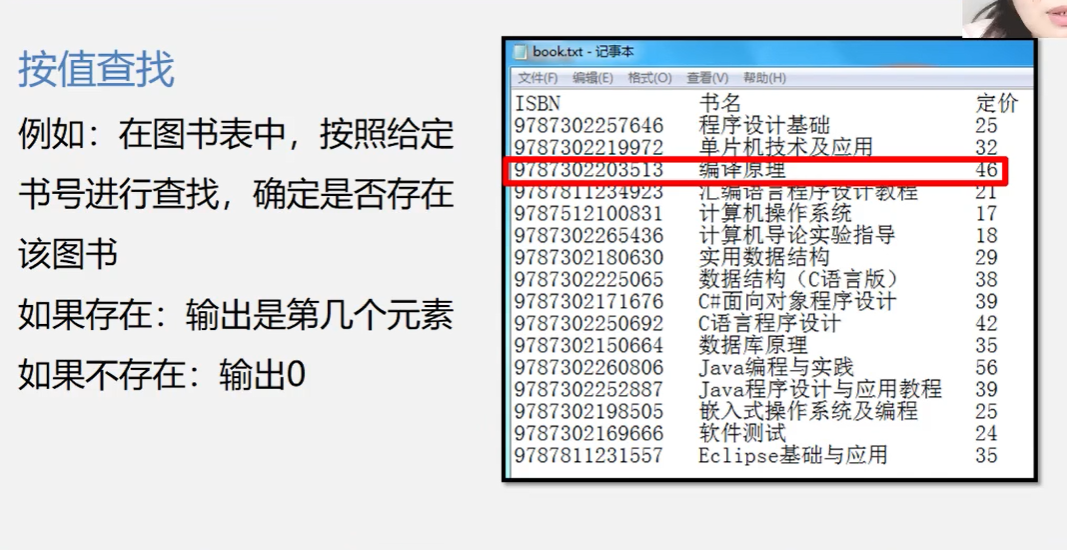 按值查找
例如：在图书表中，按照给定
书号进行查找，确定是否存在
该图书
如果存在：输出是第几个元素
如果不存在：输出0
book.txt - 记事本
文件(F) 编辑(E) 格式(O) 查看(V) 帮助(H)
ISBN 书名 定价
9787302257646 程序设计基础 25
9787302219972 单片机技术及应用 32
9787302203513 编译原理 46
9787811234923 汇编语言程序设计教程 21
9787512100831 计算机操作系统 17
9787302265436 计算机导论实验指导 18
9787302180630 实用数据结构 29
9787302225065 数据结构（C语言版） 38
9787302171676 C#面向对象程序设计 39
9787302250692 C语言程序设计 42
9787302150664 数据库原理 35
9787302260806 Java编程与实践 56
9787302252887 Java程序设计与应用教程 39
9787302198505 嵌入式操作系统及编程 25
9787302169666 软件测试 24
9787811231557 Eclipse基础与应用 35